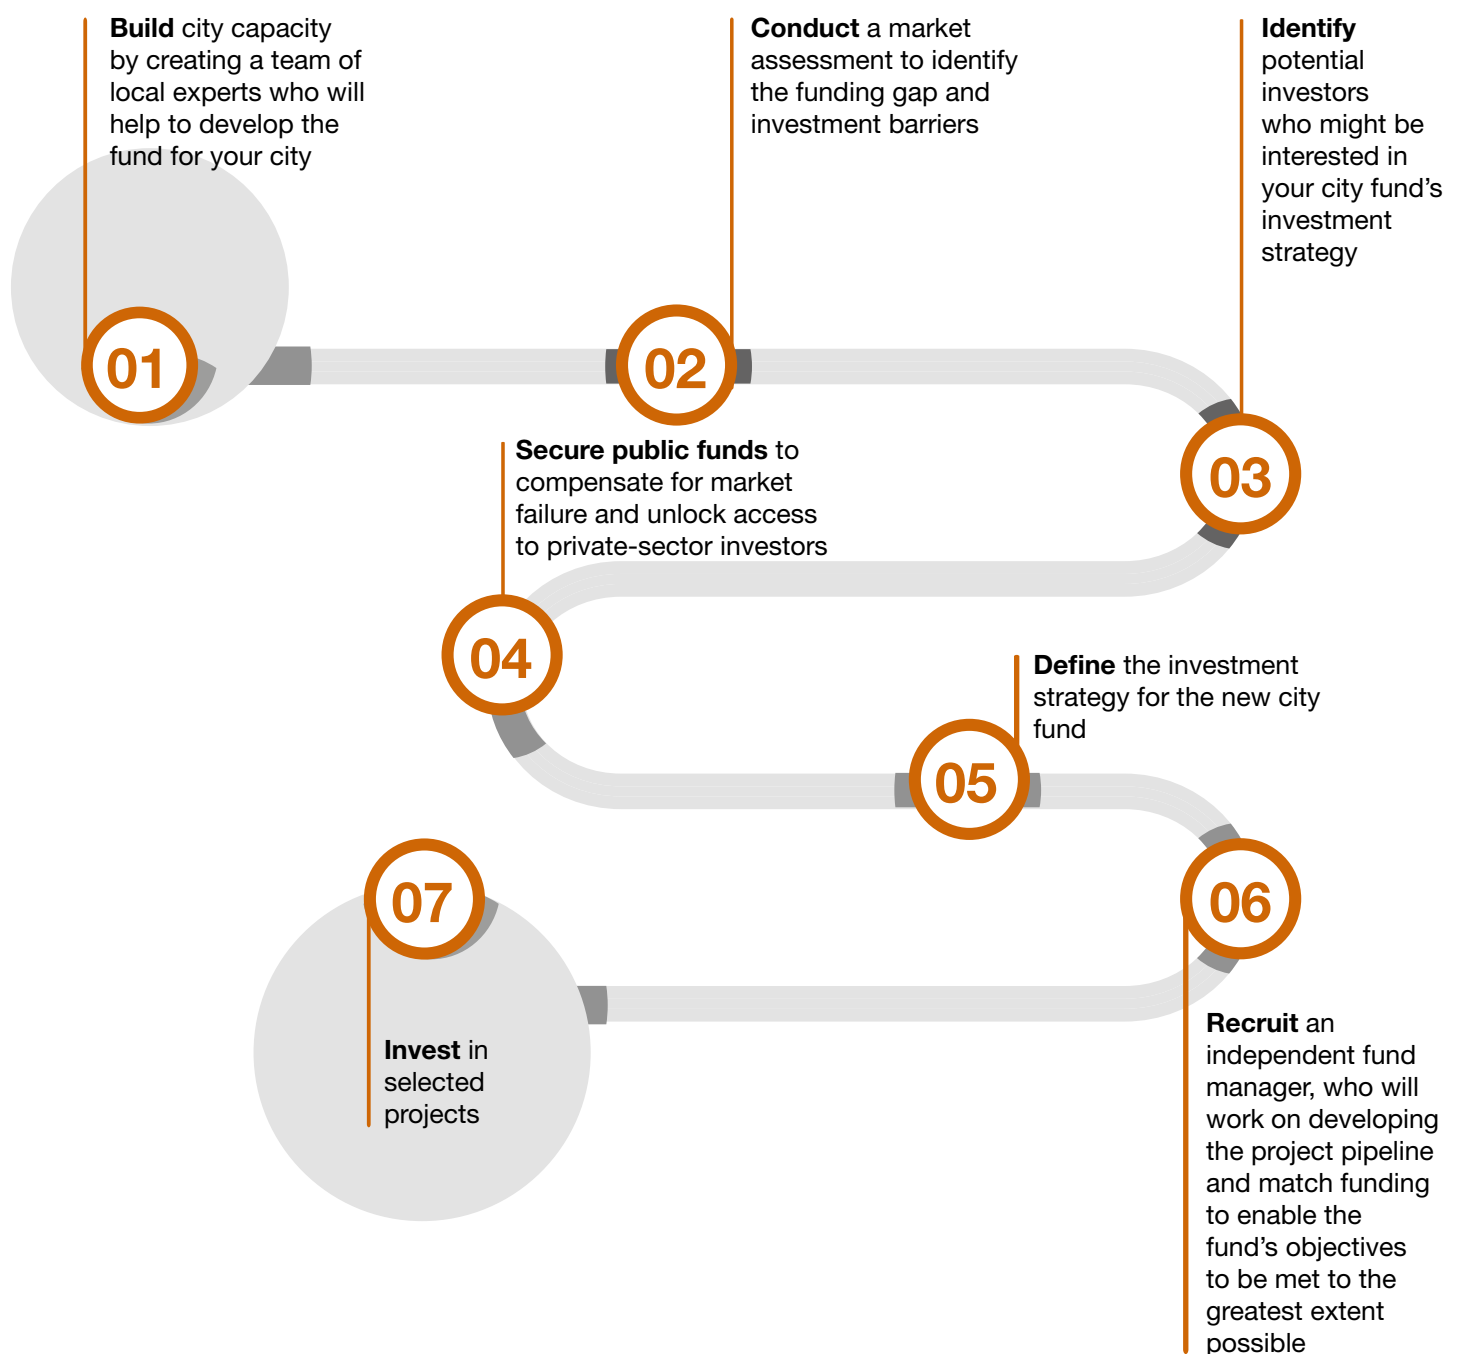 Build city capacity
by creating a team of
local experts who will
help to develop the
fund for your city
01
Conduct a market
assessment to identify
the funding gap and
investment barriers
02
Identify
potential
investors
who might be
interested in
your city fund’s
investment
strategy
03
Secure public funds to
compensate for market
failure and unlock access
to private-sector investors
04
Define the investment
strategy for the new city
fund
05
06
Recruit an
independent fund
manager, who will
work on developing
the project pipeline
and match funding
to enable the
fund’s objectives
to be met to the
greatest extent
possible
07
Invest in
selected
projects